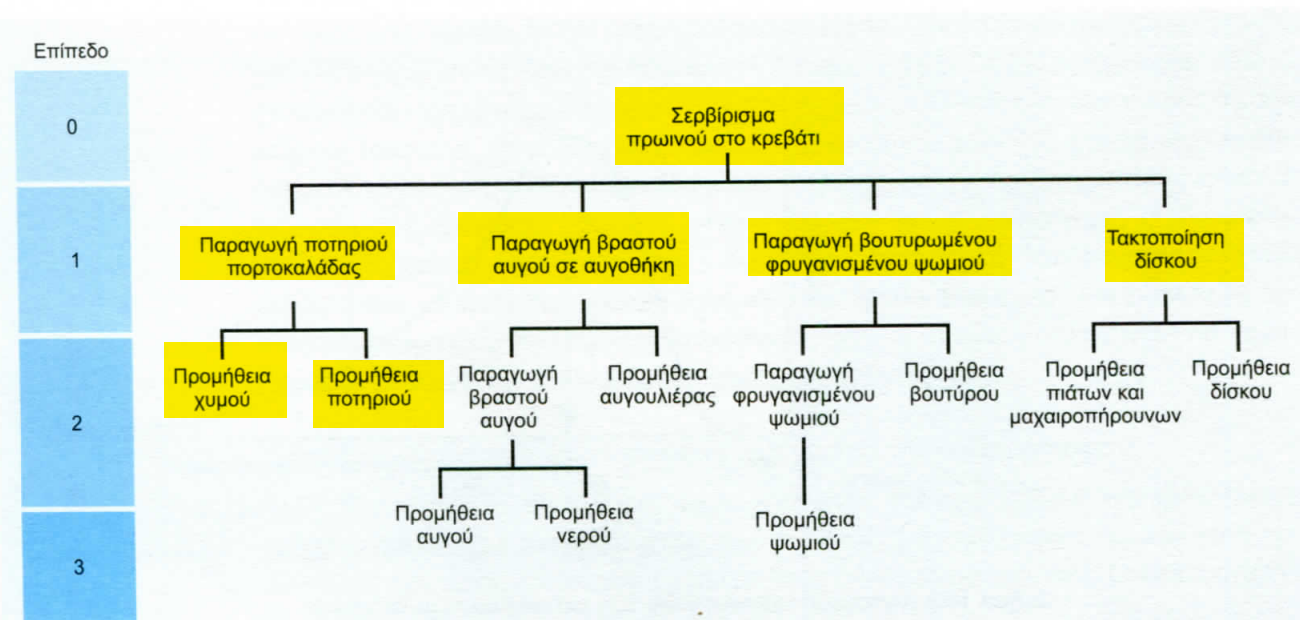 Επίπεδο
0
Σερβίρισμα
πρωινού στο κρεβάτι
1
Παραγωγή ποτηριού
πορτοκαλάδας
Παραγωγή βραστού
αυγού σε αυγοθήκη
Παραγωγή βουτυρωμένου
φρυγανισμένου ψωμιού
Τακτοποίηση
δίσκου
2
Προμήθεια
χυμού
Προμήθεια
ποτηριού
Παραγωγή
βραστού
αυγού
Προμήθεια
αυγουλιέρας
Παραγωγή
φρυγανισμένου
ψωμιού
Προμήθεια
βουτύρου
Προμήθεια
πιάτων και
μαχαιροπήρουνων
Προμήθεια
δίσκου
3
Προμήθεια
αυγού
Προμήθεια
νερού
Προμήθεια
ψωμιού